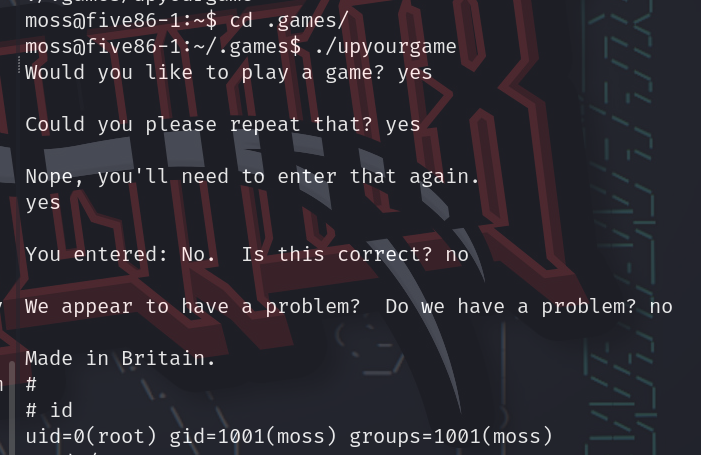 moss@five86-1:~$ cd .games/
moss@five86-1:~/.games$ ./upyourgame
Would you like to play a game? yes
Could you please repeat that? yes
Nope, you'll need to enter that again.
yes
You entered: No.  Is this correct? no
We appear to have a problem?  Do we have a problem? no
Made in Britain.
#
# id
uid=0(root) gid=1001(moss) groups=1001(moss)